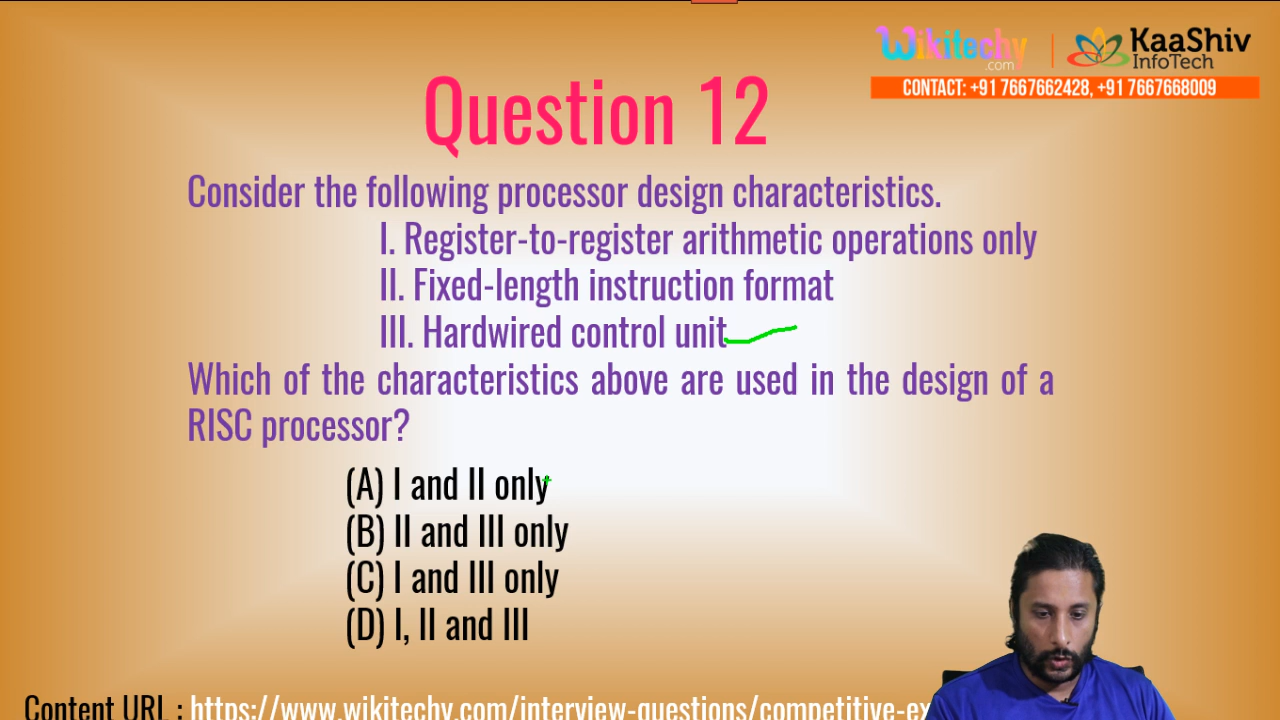 Wikitechy
.com
KaaShiv
InfoTech
CONTACT: +91 7667662428, +91 7667668009
Question 12
Consider the following processor design characteristics.
I. Register-to-register arithmetic operations only
II. Fixed-length instruction format
III. Hardwired control unit
Which of the characteristics above are used in the design of a
RISC processor?
(A) I and II only
(B) II and III only
(C) I and III only
(D) I, II and III
Content URL : https://www.wikitechy.com/interview-questions/competitive-ex